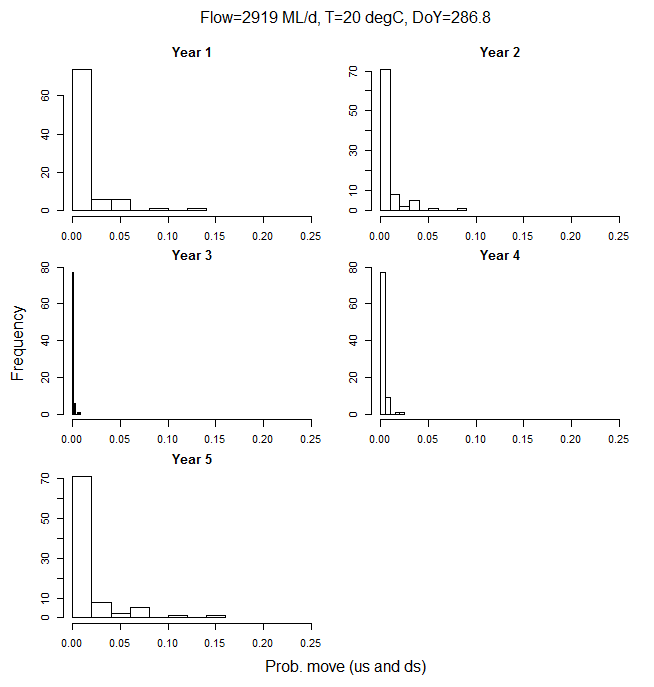 Flow=2919 ML/d, T=20 degC, DoY=286.8
Year 1
0 20 40 60
0.00 0.05 0.10 0.15 0.20 0.25
Year 2
0 10 30 50 70
0.00 0.05 0.10 0.15 0.20 0.25
Year 3
0 20 40 60 80
0.00 0.05 0.10 0.15 0.20 0.25
Year 4
0 20 40 60 80
0.00 0.05 0.10 0.15 0.20 0.25
Year 5
0 10 30 50 70
0.00 0.05 0.10 0.15 0.20 0.25
Frequency
Prob. move (us and ds)